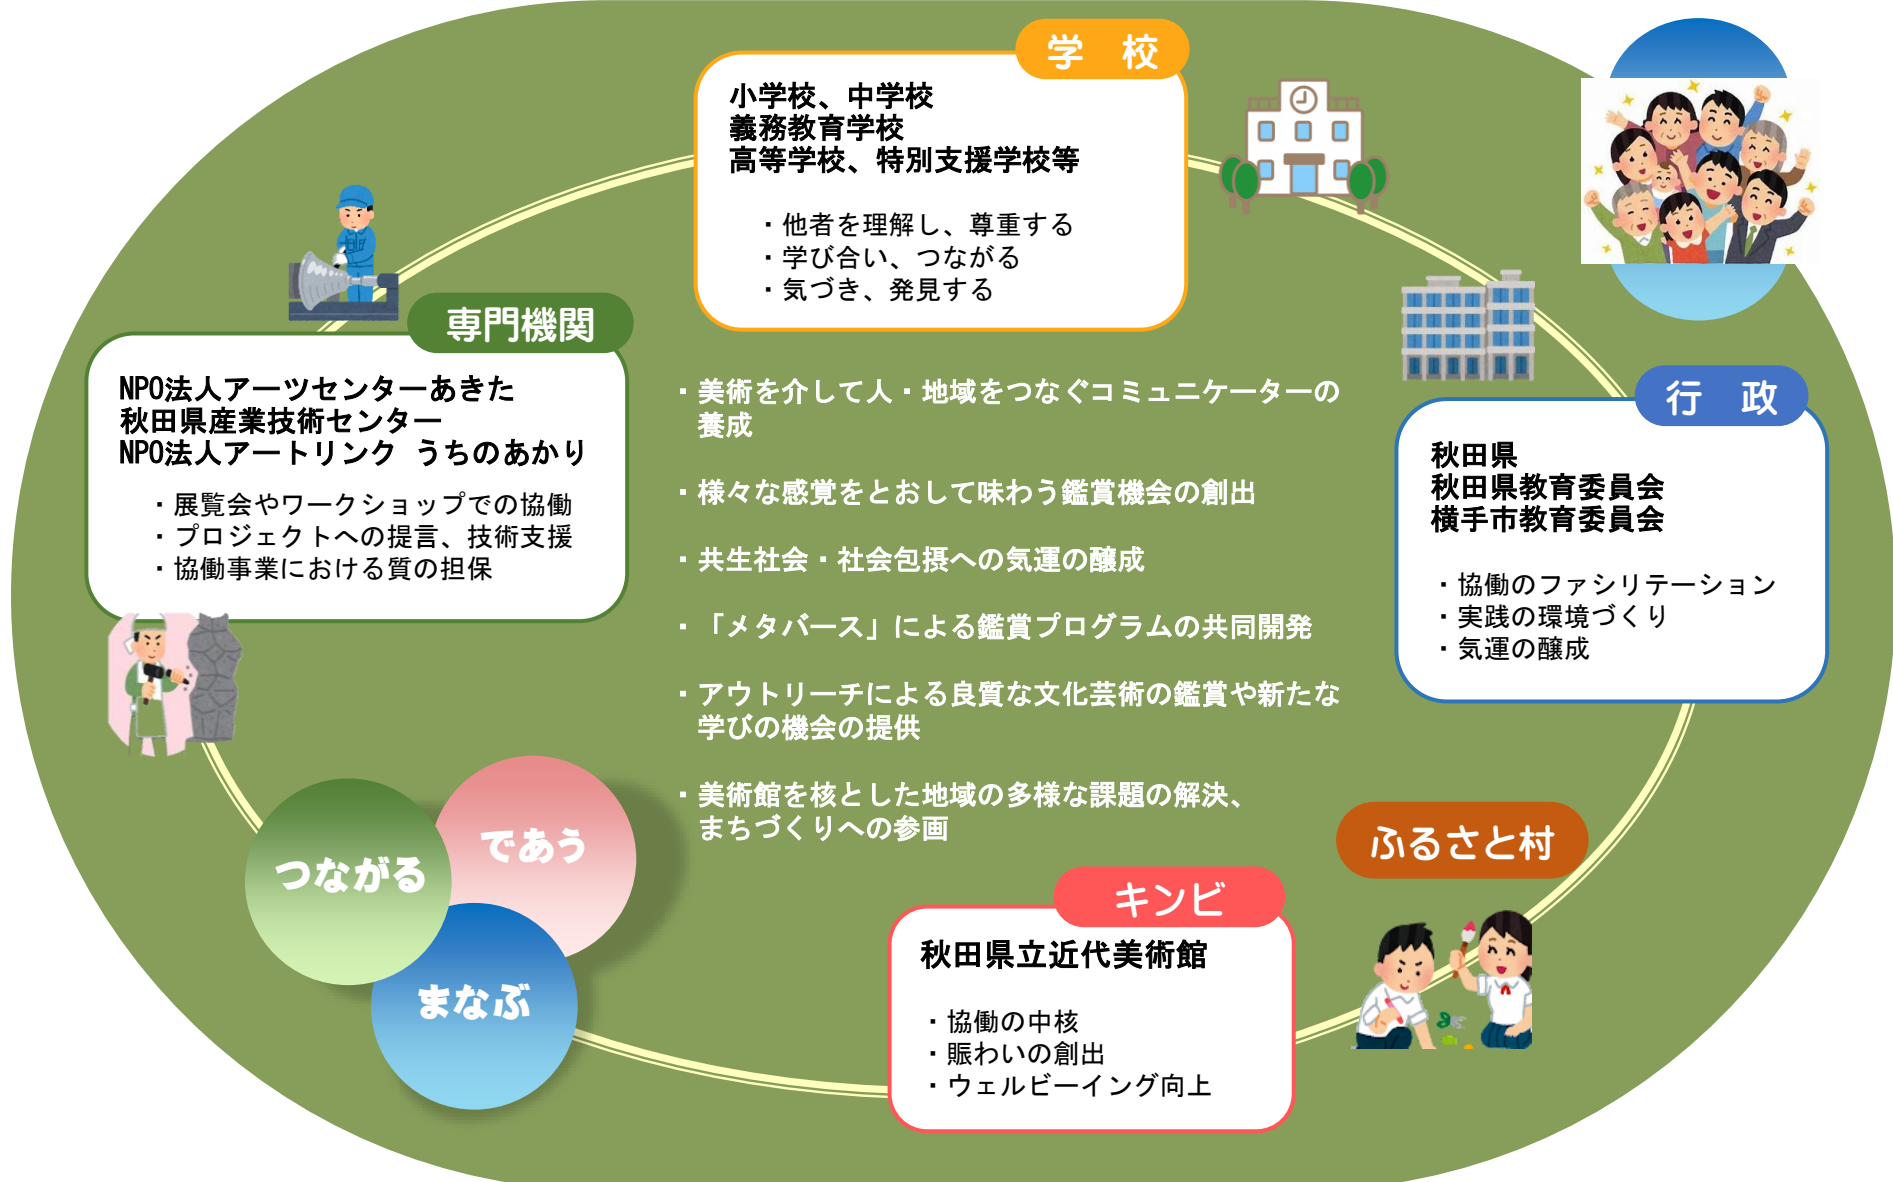 学　校
小学校、中学校
義務教育学校
高等学校、特別支援学校等
・他者を理解し、尊重する
・学び合い、つながる
・気づき、発見する
専門機関
NPO法人アーツセンターあきた
秋田県産業技術センター
NPO法人アートリンク うちのあかり
・展覧会やワークショップでの協働
・プロジェクトへの提言、技術支援
・協働事業における質の担保
・美術を介して人・地域をつなぐコミュニケーターの
養成
・様々な感覚をとおして味わう鑑賞機会の創出
・共生社会・社会包摂への気運の醸成
・「メタバース」による鑑賞プログラムの共同開発
・アウトリーチによる良質な文化芸術の鑑賞や新たな
学びの機会の提供
・美術館を核とした地域の多様な課題の解決、
まちづくりへの参画
行　政
秋田県
秋田県教育委員会
横手市教育委員会
・協働のファシリテーション
・実践の環境づくり
・気運の醸成
であう
つながる
まなぶ
ふるさと村
キンビ
秋田県立近代美術館
・協働の中核
・賑わいの創出
・ウェルビーイング向上